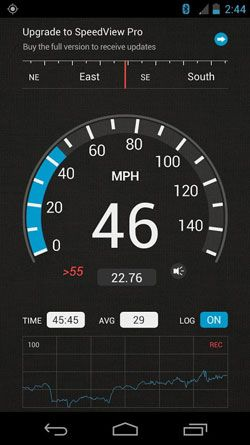 2:44
Upgrade to SpeedView Pro
Buy the full version to receive updates
NE East SE South
0 20 40 60 80 100 120 140
MPH
46
>55
22.76
TIME 45:45 AVG 29 LOG ON
100 REC